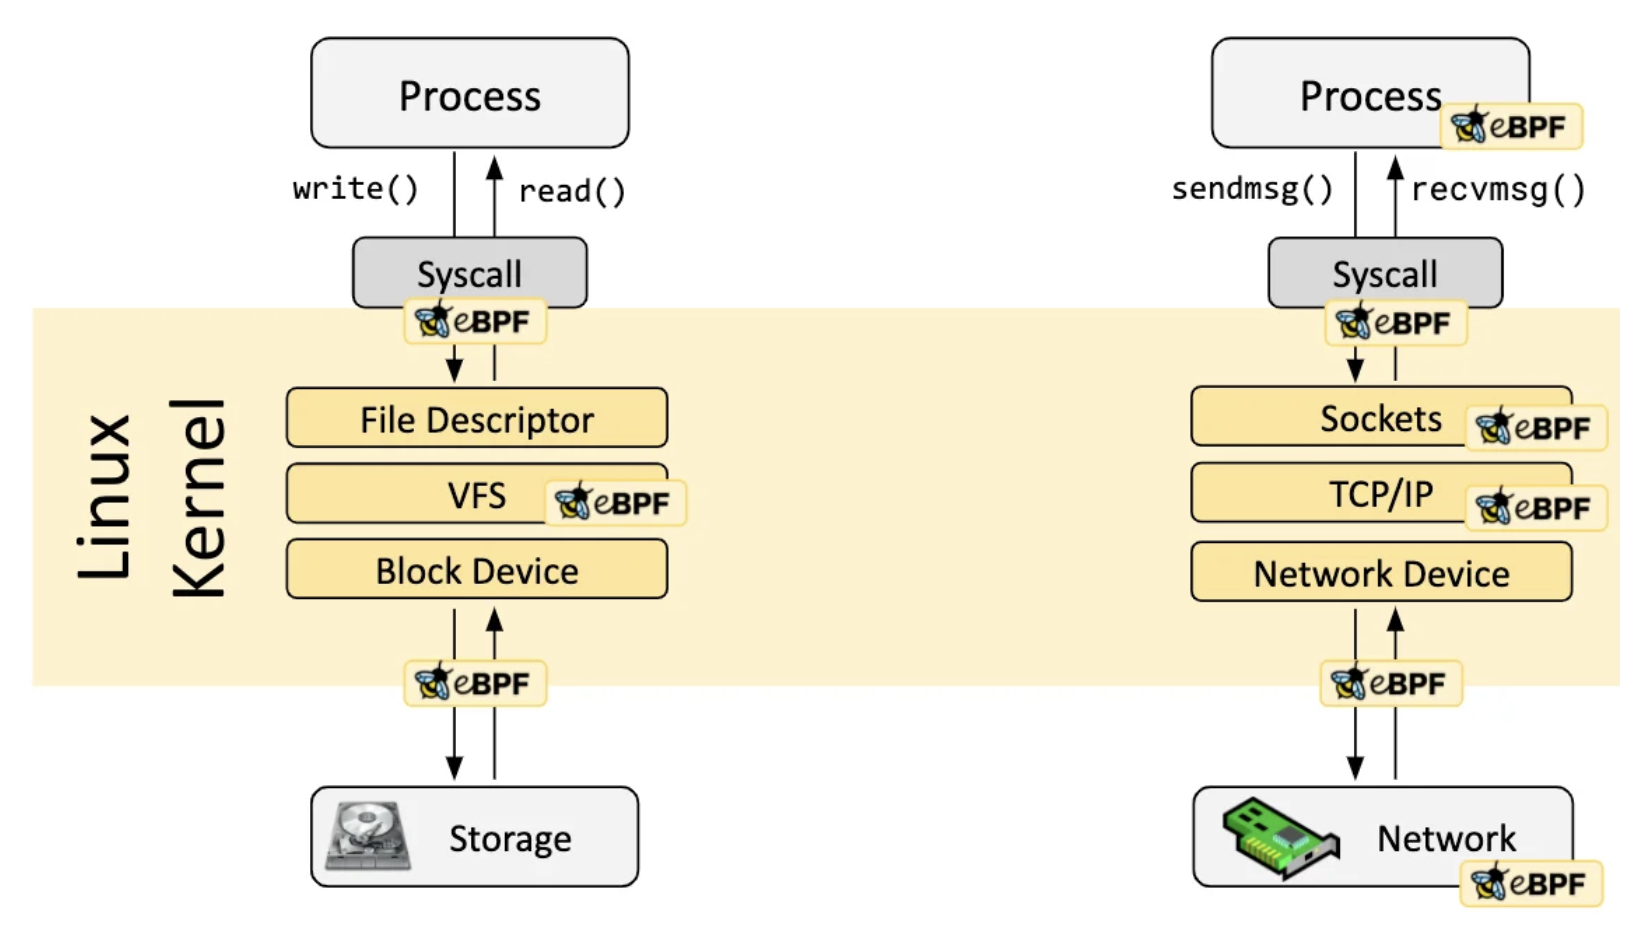 Process
write()
read()
Syscall
eBPF
Linux
Kernel
File Descriptor
VFS
eBPF
Block Device
eBPF
Storage
Process
eBPF
sendmsg()
recvmsg()
Syscall
eBPF
Sockets
eBPF
TCP/IP
eBPF
Network Device
eBPF
Network
eBPF